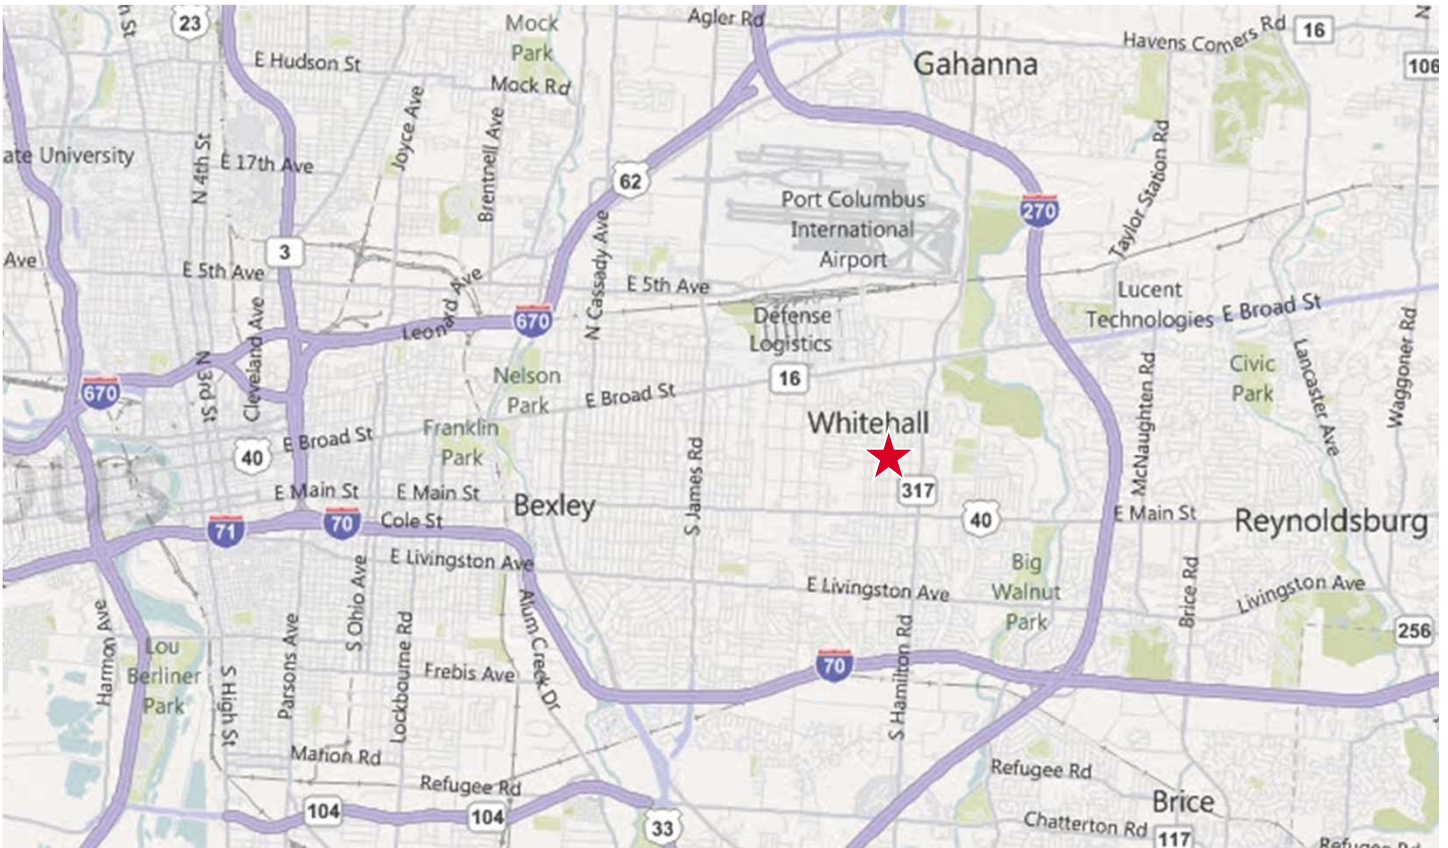 23
n St
Mock
Park
Agler Rd
Havens Corners Rd
16
N
E Hudson St
Mock Rd
Gahanna
106
Joyce Ave
Brentnell Ave
Taylor Station Rd
ate University
N 4th St
E 17th Ave
62
Port Columbus
International
Airport
270
3
Ave
E 5th Ave
Leonard Ave
N Cassady Ave
E 5th Ave
Lucent
Technologies
E Broad St
Defense
Logistics
670
Cleveland Ave
N 3rd St
670
Nelson
Park
16
Civic
Park
Lancaster Ave
Waggoner Rd
McNaughten Rd
E Broad St
Whitehall
Franklin
Park
E Broad St
40
S James Rd
317
E Main St
E Main St
Bexley
40
E Main St
Reynoldsburg
71
70
Cole St
E Livingston Ave
Big
Walnut
Park
E Livingston Ave
Livingston Ave
Brice Rd
256
Harmon Ave
S Ohio Ave
Alum Creek Dr
Lou
Berliner
Park
S High St
Parsons Ave
Lockbourne Rd
Frebis Ave
70
S Hamilton Rd
Marion Rd
Refugee Rd
Refugee Rd
104
104
33
Brice
Chatterton Rd
117
Refugee Rd